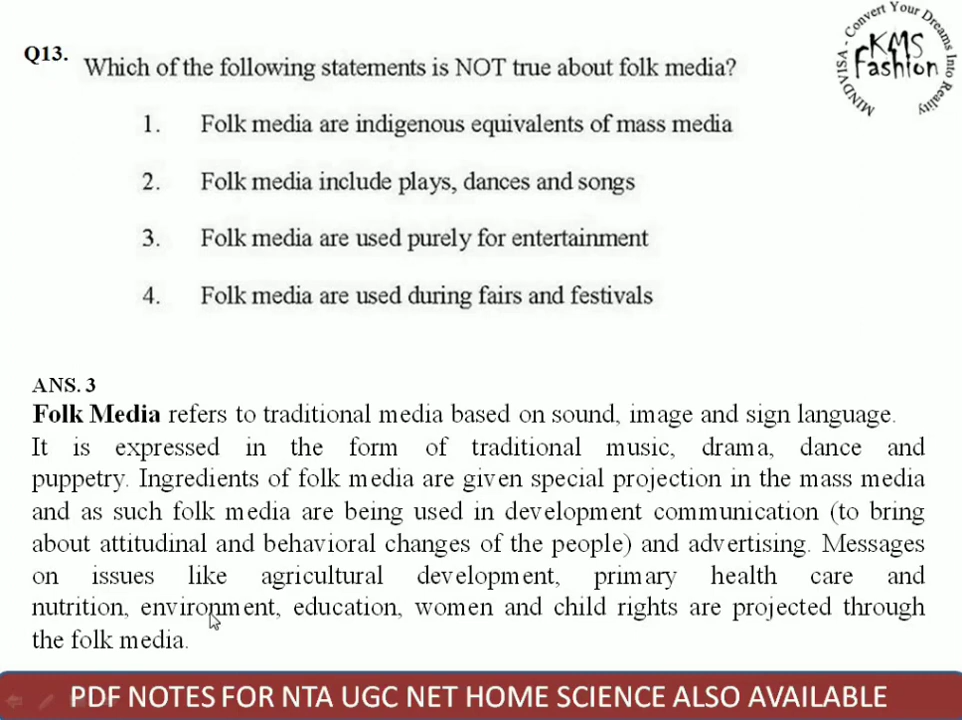 Q13. Which of the following statements is NOT true about folk media?
1. Folk media are indigenous equivalents of mass media
2. Folk media include plays, dances and songs
3. Folk media are used purely for entertainment
4. Folk media are used during fairs and festivals
MINDVISA - Convert Your Dreams Into Reality
KMS
Fashion
ANS. 3
Folk Media refers to traditional media based on sound, image and sign language.
It is expressed in the form of traditional music, drama, dance and
puppetry. Ingredients of folk media are given special projection in the mass media
and as such folk media are being used in development communication (to bring
about attitudinal and behavioral changes of the people) and advertising. Messages
on issues like agricultural development, primary health care and
nutrition, environment, education, women and child rights are projected through
the folk media.
PDF NOTES FOR NTA UGC NET HOME SCIENCE ALSO AVAILABLE